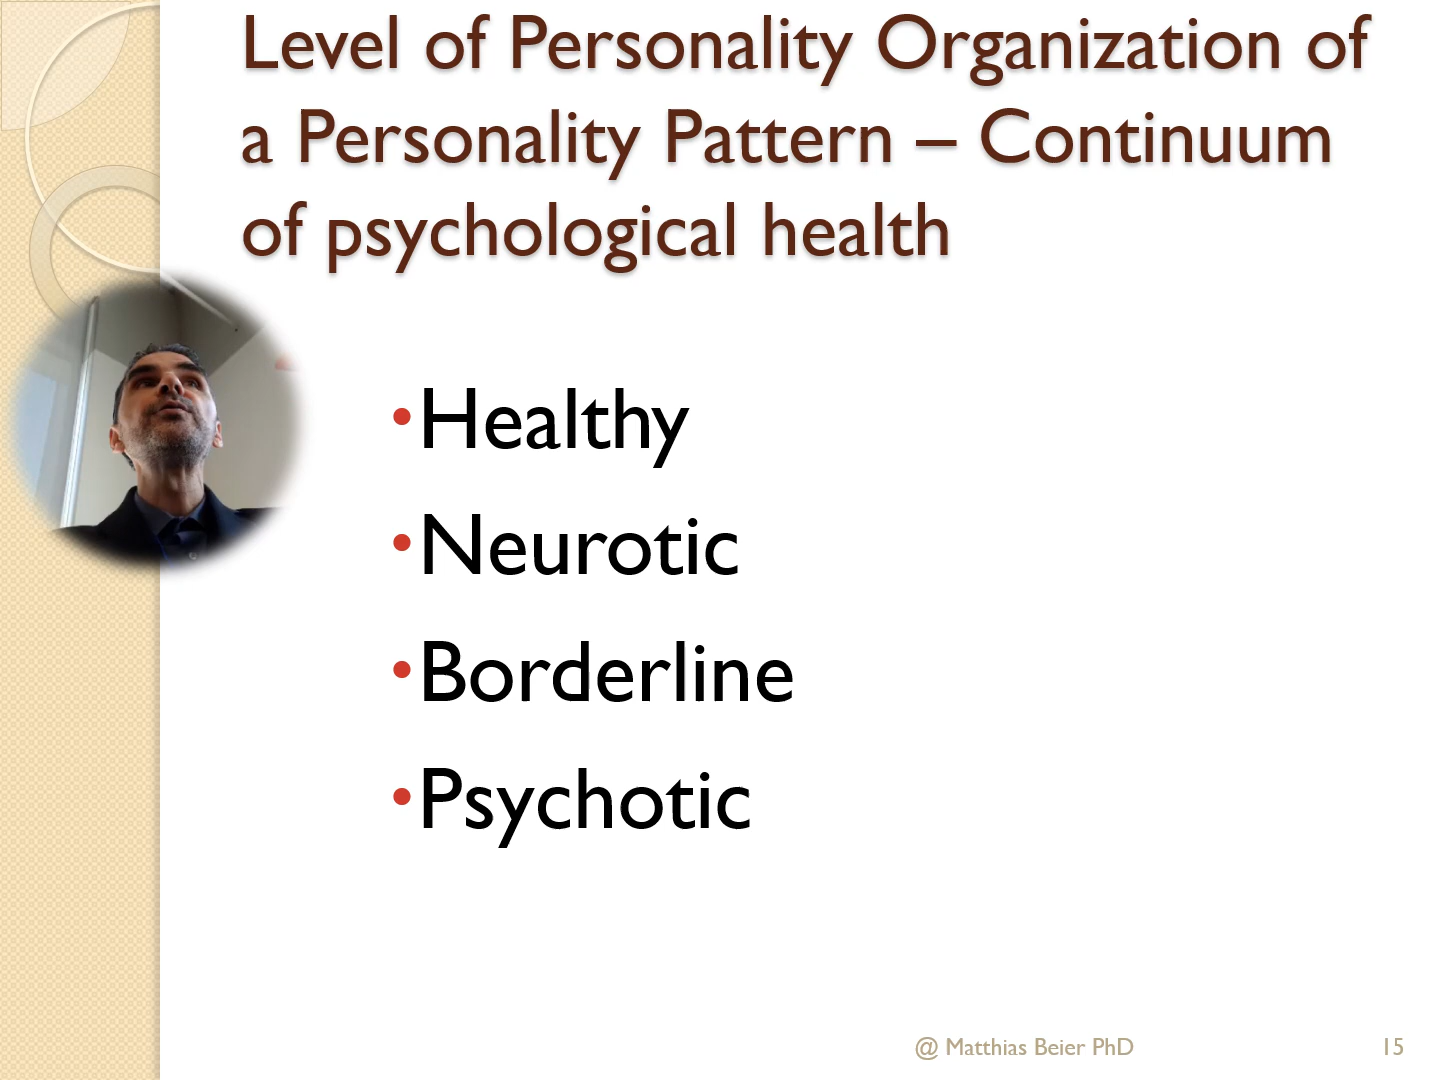 Level of Personality Organization of
a Personality Pattern – Continuum
of psychological health
•Healthy
•Neurotic
•Borderline
•Psychotic
@ Matthias Beier PhD 15